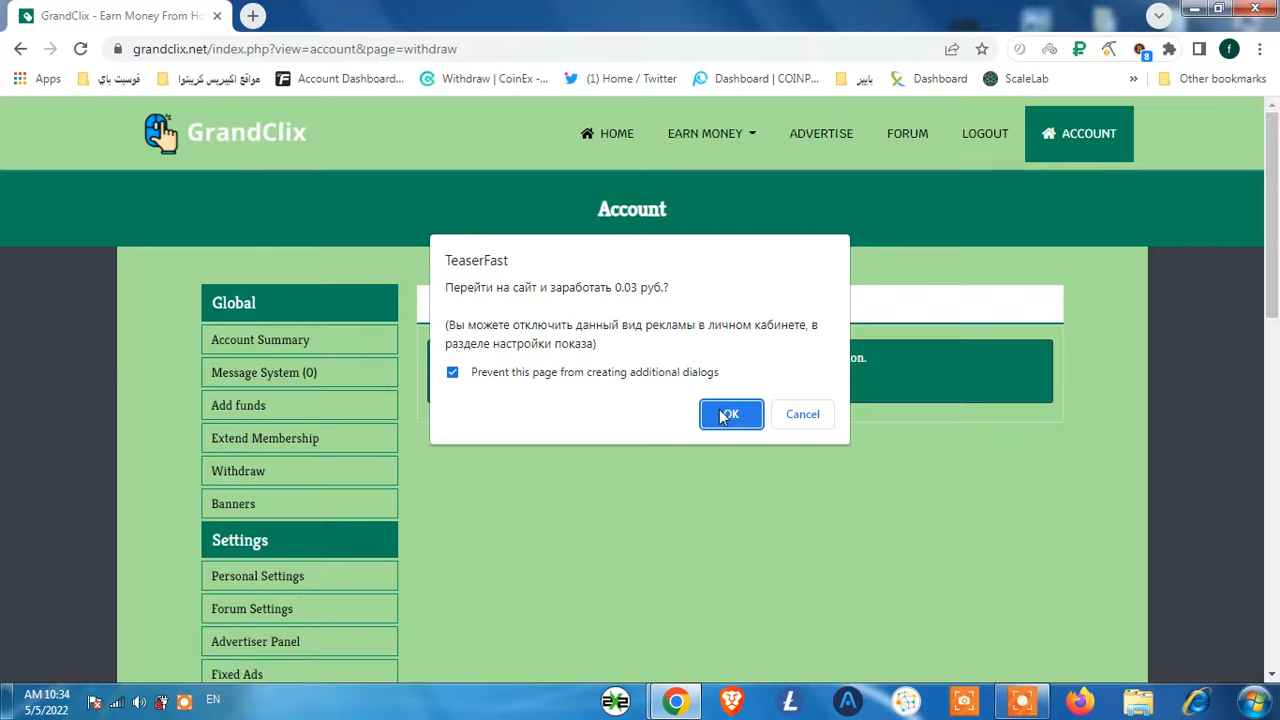 GrandClix - Earn Money From Ho
grandclix.net/index.php?view=account&page=withdraw
8
f
Apps
فوسيت باي
مواقع اكسبريس كريبتوا
Account Dashboard...
Withdraw | CoinEx -...
(1) Home / Twitter
Dashboard | COINP...
بايير
Dashboard
ScaleLab
»
Other bookmarks
GrandClix
HOME
EARN MONEY
ADVERTISE
FORUM
LOGOUT
ACCOUNT
Account
Global
Account Summary
Message System (0)
Add funds
Extend Membership
Withdraw
Banners
Settings
Personal Settings
Forum Settings
Advertiser Panel
Fixed Ads
TeaserFast
Перейти на сайт и заработать 0.03 руб.?
(Вы можете отключить данный вид рекламы в личном кабинете, в
разделе настройки показа)
Prevent this page from creating additional dialogs
OK
Cancel
on.
AM 10:34
5/5/2022
EN